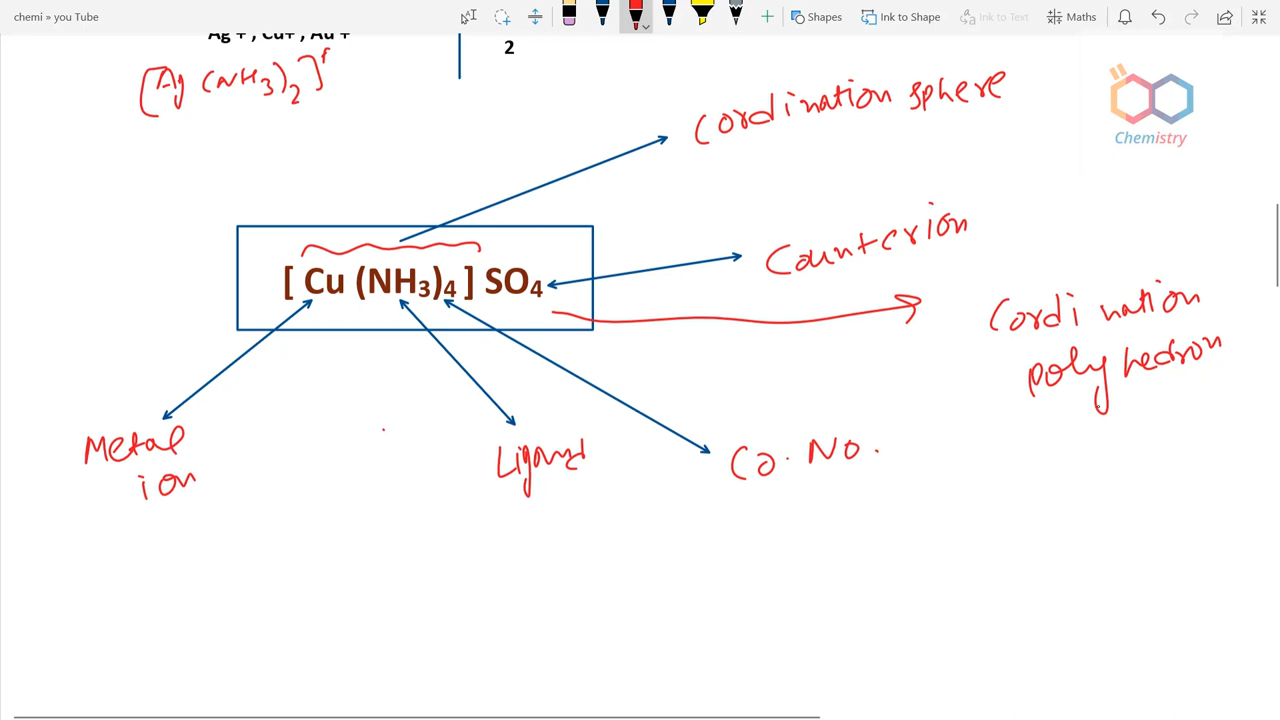 chemi » you Tube
Shapes
Ink to Shape
Ink to Text
Maths
Ag + , Cu+ , Au +
2
[Ag (NH3)2]+
Cordination sphere
Chemistry
Counterion
[ Cu (NH3)4 ] SO4
Cordination
polyhedron
Metal
ion
Ligand
Co. No.